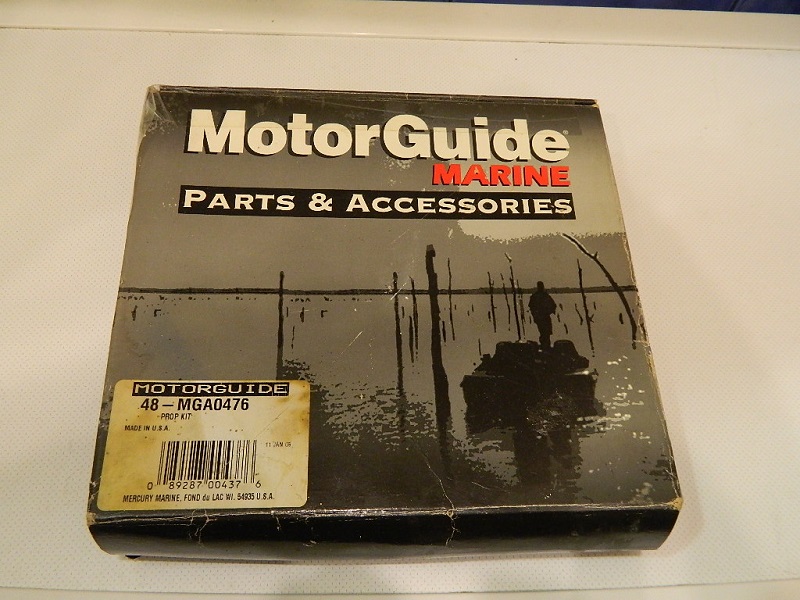 MotorGuide®
MARINE
PARTS & ACCESSORIES
MOTORGUIDE
48-MGA0476
PROP KIT
MADE IN U.S.A.
0 89287 00437 6
MERCURY MARINE, FOND du LAC WI. 54935 U.S.A.